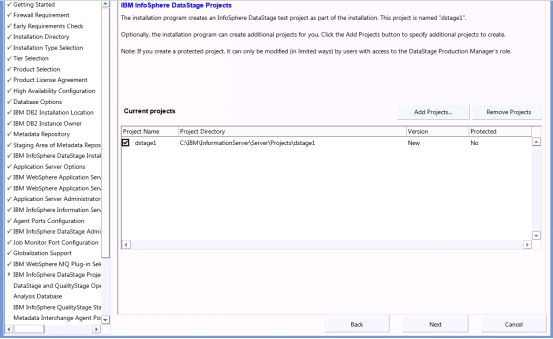 Getting Started
Firewall Requirement
Early Requirements Check
Installation Directory
Installation Type Selection
Tier Selection
Product Selection
Product License Agreement
High Availability Configuration
Database Options
IBM DB2 Installation Location
IBM DB2 Instance Owner
Metadata Repository
Staging Area of Metadata Repos
IBM InfoSphere DataStage Instal
Application Server Options
IBM WebSphere Application Serv
IBM WebSphere Application Serv
Application Server Administrator
IBM InfoSphere Information Serv
Agent Ports Configuration
IBM InfoSphere DataStage Admi
Job Monitor Port Configuration
Globalization Support
IBM WebSphere MQ Plug-in Sele
IBM InfoSphere DataStage Proje
DataStage and QualityStage Ope
Analysis Database
IBM InfoSphere QualityStage Sta
Metadata Interchange Agent Po
IBM InfoSphere DataStage Projects
The installation program creates an InfoSphere DataStage test project as part of the installation. This project is named "dstage1".
Optionally, the installation program can create additional projects for you. Click the Add Projects button to specify additional projects to create.
Note: If you create a protected project, it can only be modified (in limited ways) by users with access to the DataStage Production Manager's role.
Current projects
Add Projects...
Remove Projects
Project Name Project Directory Version Protected
dstage1 C:\IBM\InformationServer\Server\Projects\dstage1 New No
Back
Next
Cancel